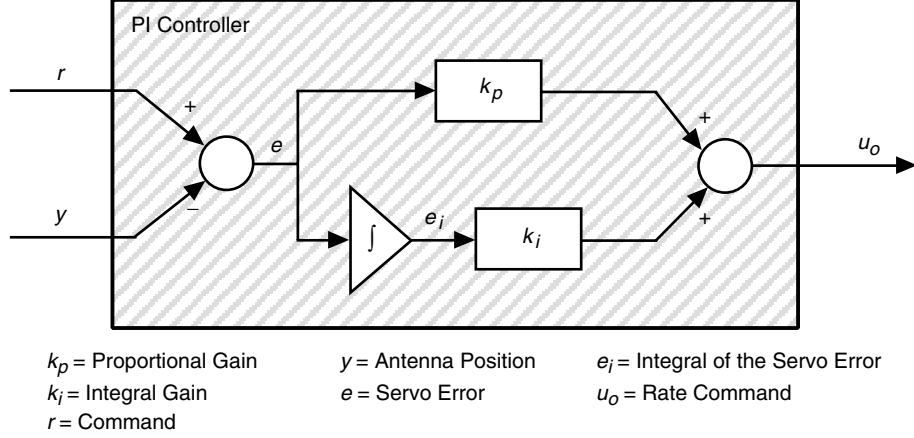 PI Controller
r
+
k_p
e
+
u_o
−
y
∫
e_i
k_i
+
k_p = Proportional Gain
y = Antenna Position
e_i = Integral of the Servo Error
k_i = Integral Gain
e = Servo Error
u_o = Rate Command
r = Command